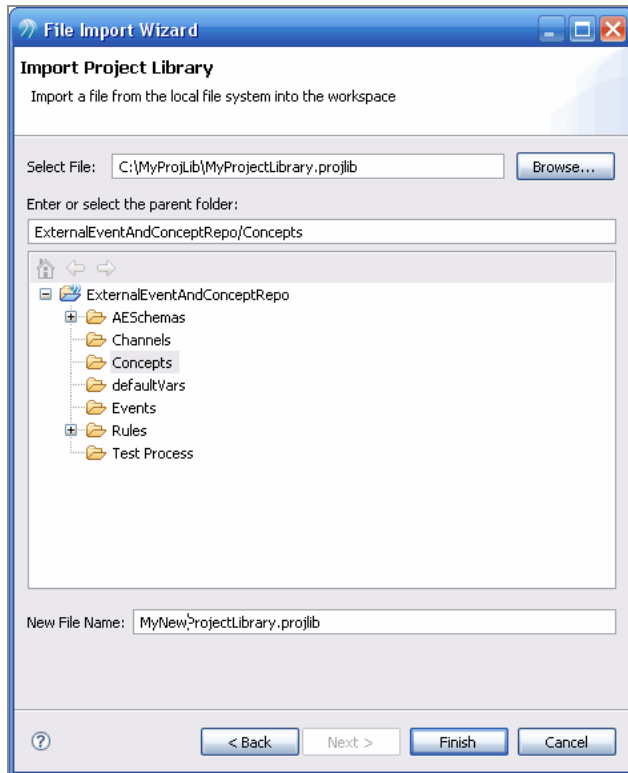 File Import Wizard
Import Project Library
Import a file from the local file system into the workspace
Select File: C:\MyProjLib\MyProjectLibrary.projlib Browse...
Enter or select the parent folder:
ExternalEventAndConceptRepo/Concepts
ExternalEventAndConceptRepo
AESchemas
Channels
Concepts
defaultVars
Events
Rules
Test Process
New File Name: MyNewProjectLibrary.projlib
< Back Next > Finish Cancel